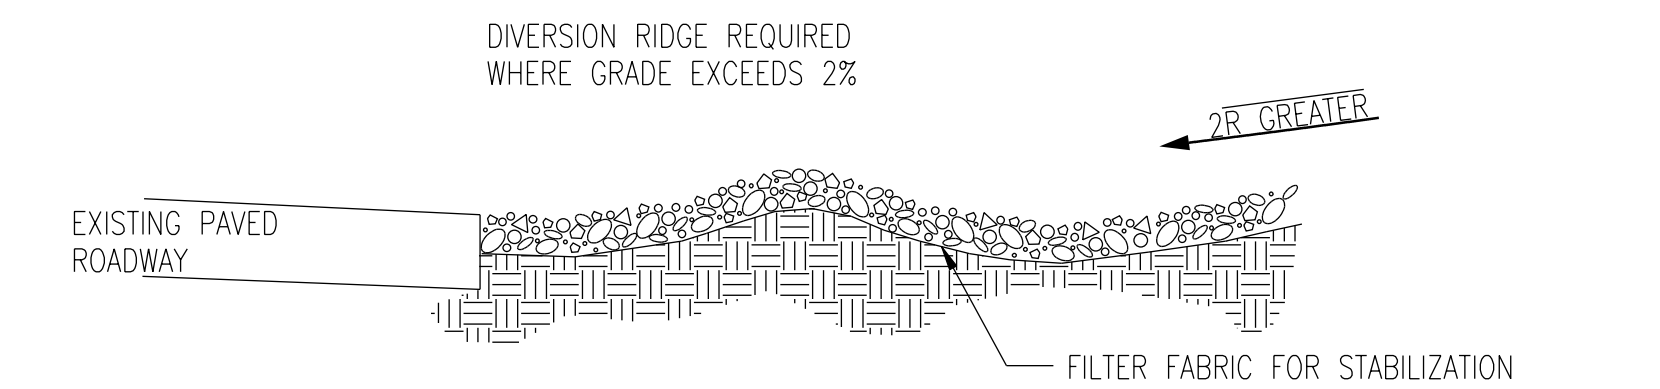 DIVERSION RIDGE REQUIRED
WHERE GRADE EXCEEDS 2%
2R GREATER
EXISTING PAVED
ROADWAY
FILTER FABRIC FOR STABILIZATION